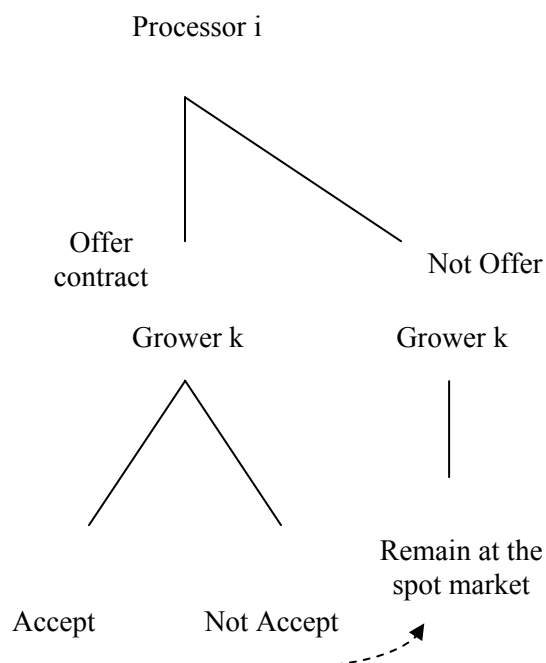 Processor i
Offer
contract
Not Offer
Grower k
Grower k
Remain at the
spot market
Accept
Not Accept